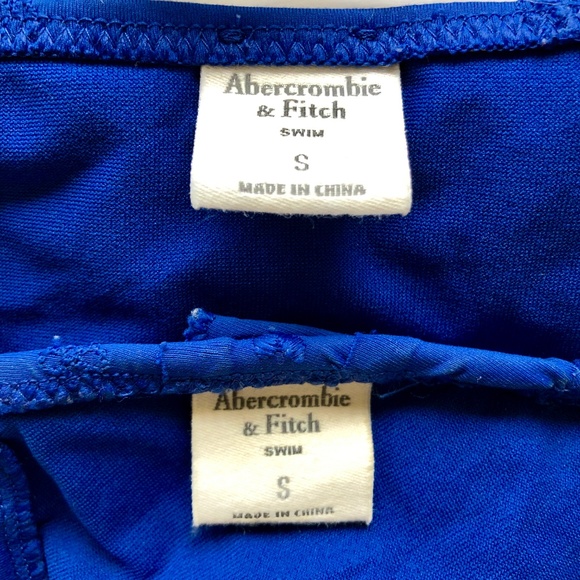 Abercrombie
& Fitch
SWIM
S
MADE IN CHINA
Abercrombie
& Fitch
SWIM
S
MADE IN CHINA